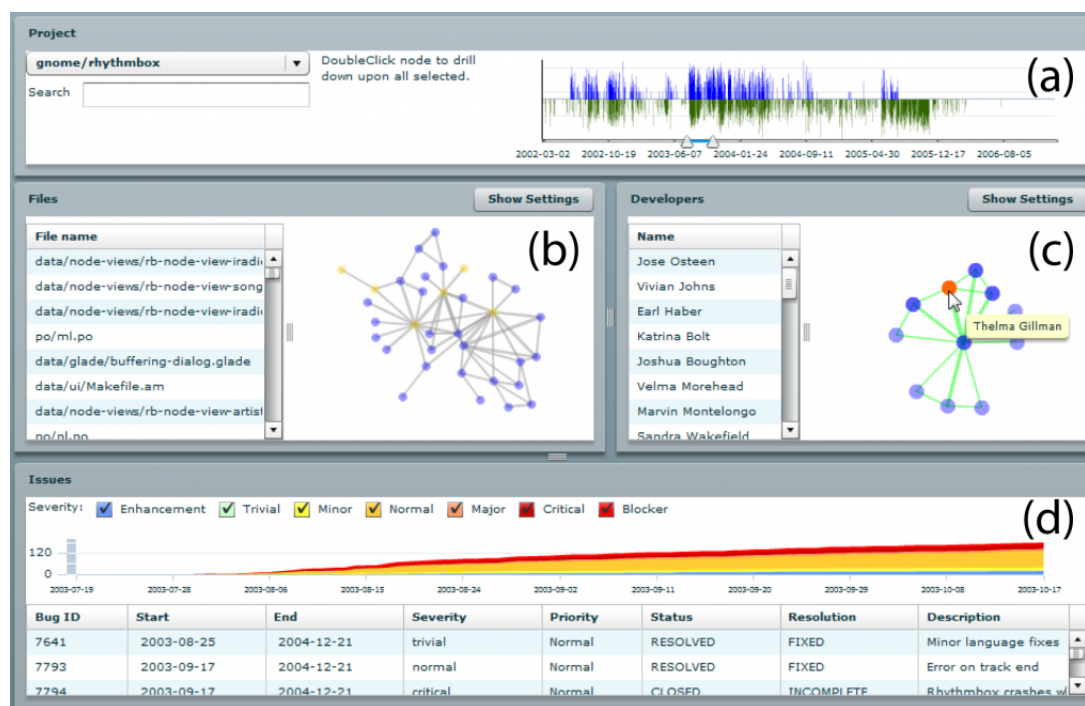 Project
gnome/rhythmbox
DoubleClick node to drill
down upon all selected.
Search
(a)
2002-03-02 2002-10-19 2003-06-07 2004-01-24 2004-09-11 2005-04-30 2005-12-17 2006-08-05
Files
Show Settings
File name
data/node-views/rb-node-view-iradi
data/node-views/rb-node-view-song
data/node-views/rb-node-view-iradi
po/ml.po
data/glade/buffering-dialog.glade
data/ui/Makefile.am
data/node-views/rb-node-view-artist
po/nl.po
(b)
Developers
Show Settings
Name
Jose Osteen
Vivian Johns
Earl Haber
Katrina Bolt
Joshua Boughton
Velma Morehead
Marvin Montelongo
Sandra Wakefield
(c)
Thelma Gillman
Issues
Severity: Enhancement Trivial Minor Normal Major Critical Blocker
(d)
120
0
2003-07-19 2003-07-28 2003-08-06 2003-08-15 2003-08-24 2003-09-02 2003-09-11 2003-09-20 2003-09-29 2003-10-08 2003-10-17
Bug ID Start End Severity Priority Status Resolution Description
7641 2003-08-25 2004-12-21 trivial Normal RESOLVED FIXED Minor language fixes
7793 2003-09-17 2004-12-21 normal Normal RESOLVED FIXED Error on track end
7794 2003-09-17 2004-12-21 critical Normal CLOSED INCOMPLETE Rhythmbox crashes w